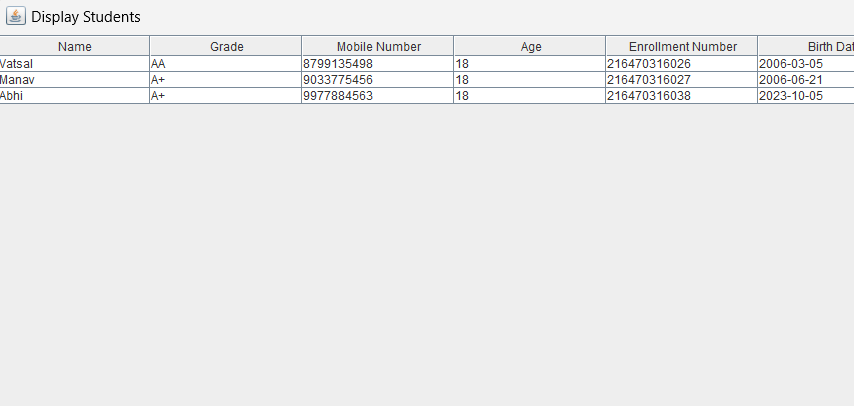 Display Students
Name Grade Mobile Number Age Enrollment Number Birth Dat
Vatsal AA 8799135498 18 216470316026 2006-03-05
Manav A+ 9033775456 18 216470316027 2006-06-21
Abhi A+ 9977884563 18 216470316038 2023-10-05